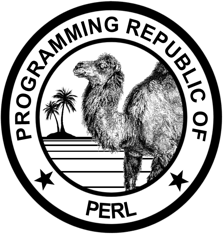 PROGRAMMING REPUBLIC OF
PERL